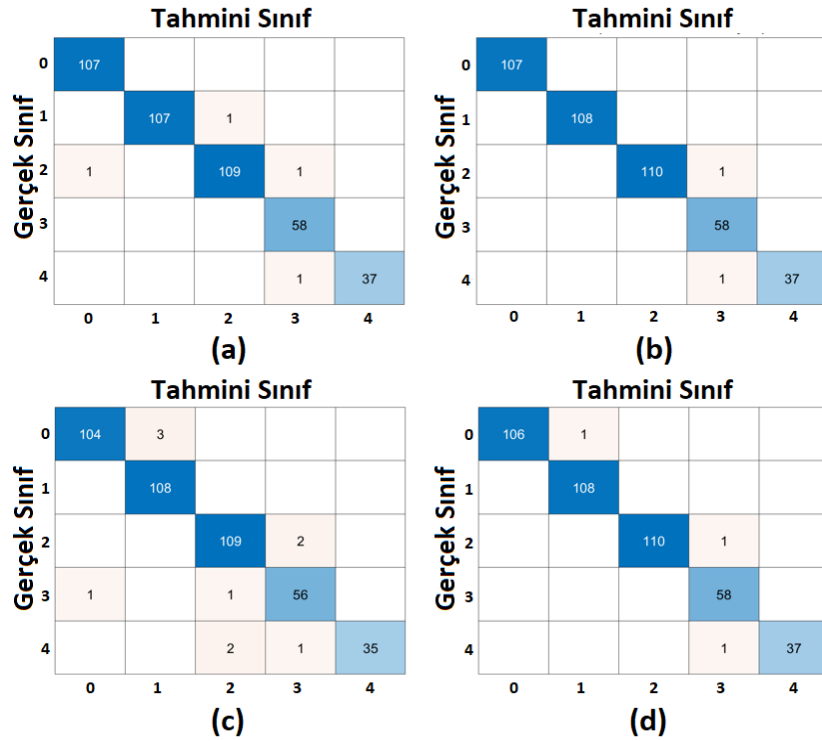 Tahmini Sınıf
Gerçek Sınıf
0 107
1 107 1
2 1 109 1
3 58
4 1 37
0 1 2 3 4
(a)
Tahmini Sınıf
Gerçek Sınıf
0 107
1 108
2 110 1
3 58
4 1 37
0 1 2 3 4
(b)
Tahmini Sınıf
Gerçek Sınıf
0 104 3
1 108
2 109 2
3 1 1 56
4 2 1 35
0 1 2 3 4
(c)
Tahmini Sınıf
Gerçek Sınıf
0 106 1
1 108
2 110 1
3 58
4 1 37
0 1 2 3 4
(d)